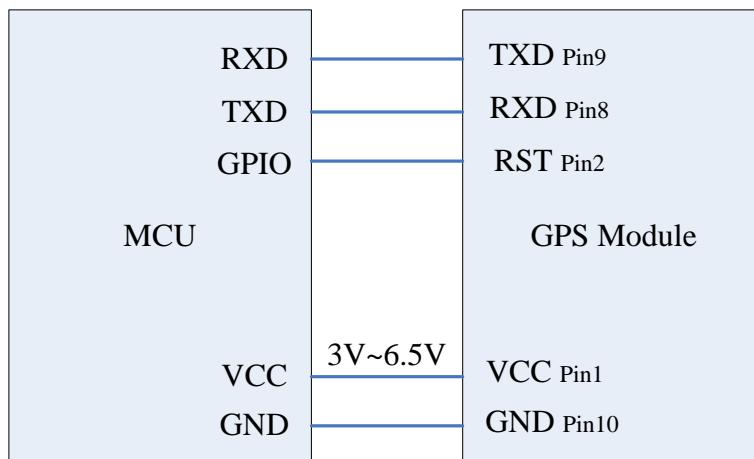 RXD TXD Pin9
TXD RXD Pin8
GPIO RST Pin2
MCU GPS Module
3V~6.5V
VCC VCC Pin1
GND GND Pin10